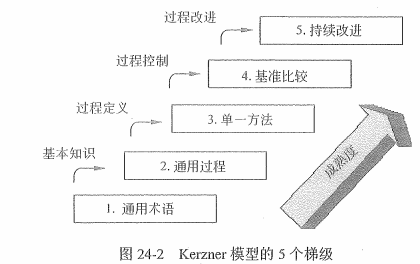 过程改进
5. 持续改进
过程控制
4. 基准比较
过程定义
3. 单一方法
基本知识
2. 通用过程
1. 通用术语
成熟度
图 24-2 Kerzner 模型的 5 个梯级